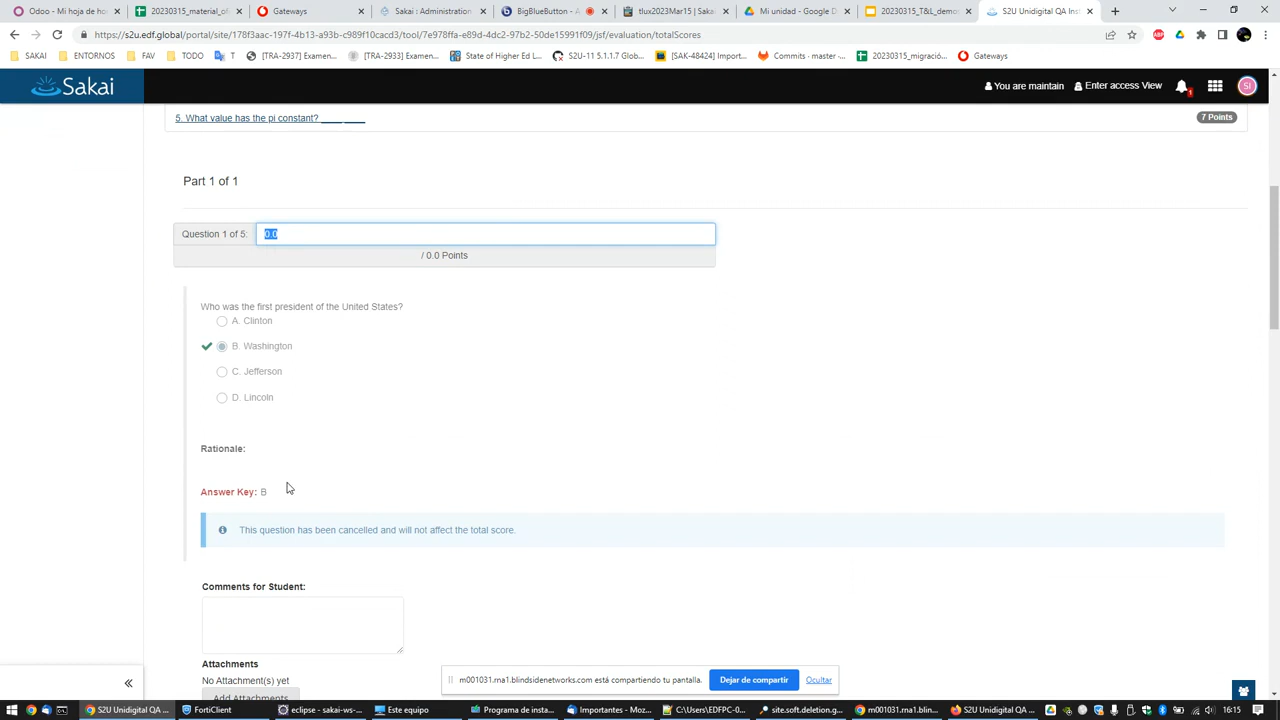 Odoo - Mi hoja de ho
20230315_material_of
Gateways
Sakai : Administration
BigBlueButton -
tlux2023Mar15 | Saka
Mi unidad - Google D
20230315_T&L_demo
S2U Unidigital QA Ins
https://s2u.edf.global/portal/site/178f3aac-197f-4b13-a93b-c989f10cacd3/tool/7e978ffa-e89d-4dc2-97b2-50de15991f09/jsf/evaluation/totalScores
SAKAI
ENTORNOS
FAV
TODO
T
[TRA-2937] Examen...
[TRA-2933] Examen...
State of Higher Ed L...
S2U-11 5.1.1.7 Glo...
[SAK-48424] Import...
Commits · master · ...
20230315_migració...
Gateways
Sakai
You are maintain
Enter access View
1
SI
5. What value has the pi constant? _______
7 Points
Part 1 of 1
Question 1 of 5:
0.0
/ 0.0 Points
Who was the first president of the United States?
A. Clinton
B. Washington
C. Jefferson
D. Lincoln
Rationale:
Answer Key: B
This question has been cancelled and will not affect the total score.
Comments for Student:
Attachments
No Attachment(s) yet
Add Attachments
m001031.rna1.blindsidenetworks.com está compartiendo tu pantalla.
Dejar de compartir
Ocultar
S2U Unidigital QA ...
FortiClient
eclipse - sakai-ws-...
Este equipo
Programa de insta...
Importantes - Moz...
C:\Users\EDFPC-0...
site.soft.deletion.g...
m001031.rna1.blin...
S2U Unidigital QA ...
16:15